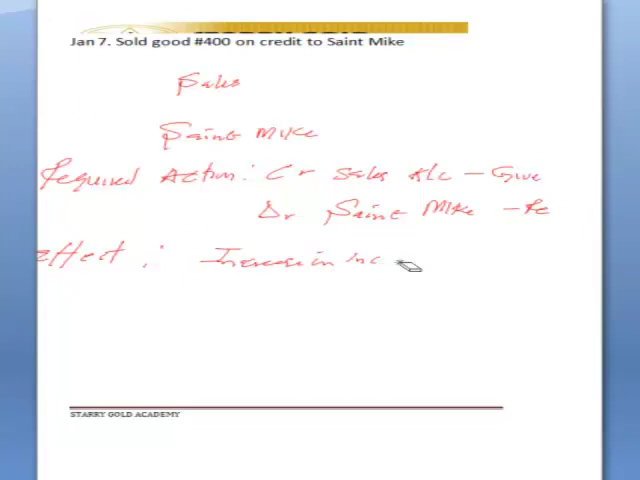 Jan 7. Sold good #400 on credit to Saint Mike
Sales
Saint Mike
Required Action: Cr Sales A/c - Give
Dr Saint Mike - Re
Effect: Increase in inc
STARRY GOLD ACADEMY